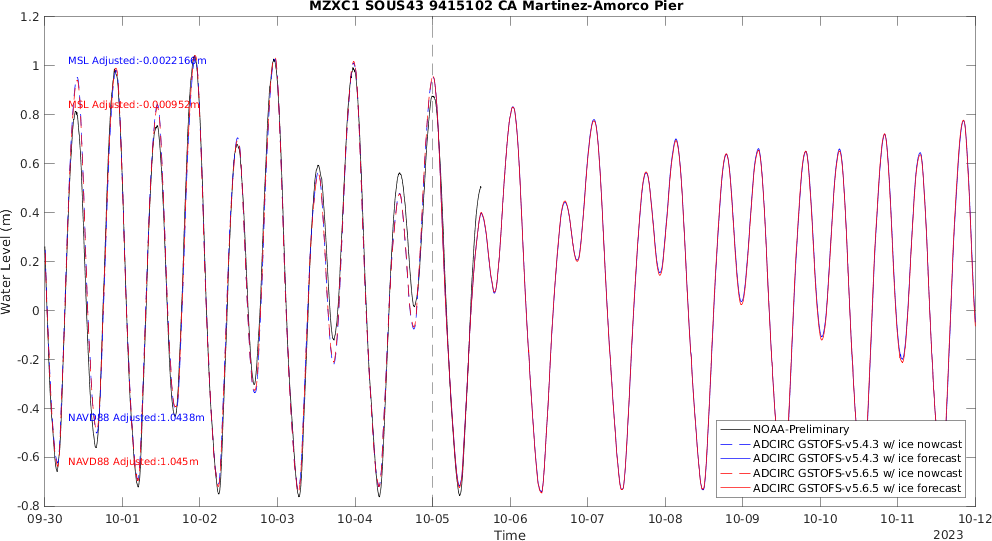 MZXC1 SOUS43 9415102 CA Martinez-Amorco Pier
1.2
1
0.8
0.6
0.4
0.2
0
-0.2
-0.4
-0.6
-0.8
Water Level (m)
MSL Adjusted:-0.0022166m
MSL Adjusted:-0.000952m
NAVD88 Adjusted:1.0438m
NAVD88 Adjusted:1.045m
NOAA-Preliminary
ADCIRC GSTOFS-v5.4.3 w/ ice nowcast
ADCIRC GSTOFS-v5.4.3 w/ ice forecast
ADCIRC GSTOFS-v5.6.5 w/ ice nowcast
ADCIRC GSTOFS-v5.6.5 w/ ice forecast
09-30 10-01 10-02 10-03 10-04 10-05 10-06 10-07 10-08 10-09 10-10 10-11 10-12
Time
2023